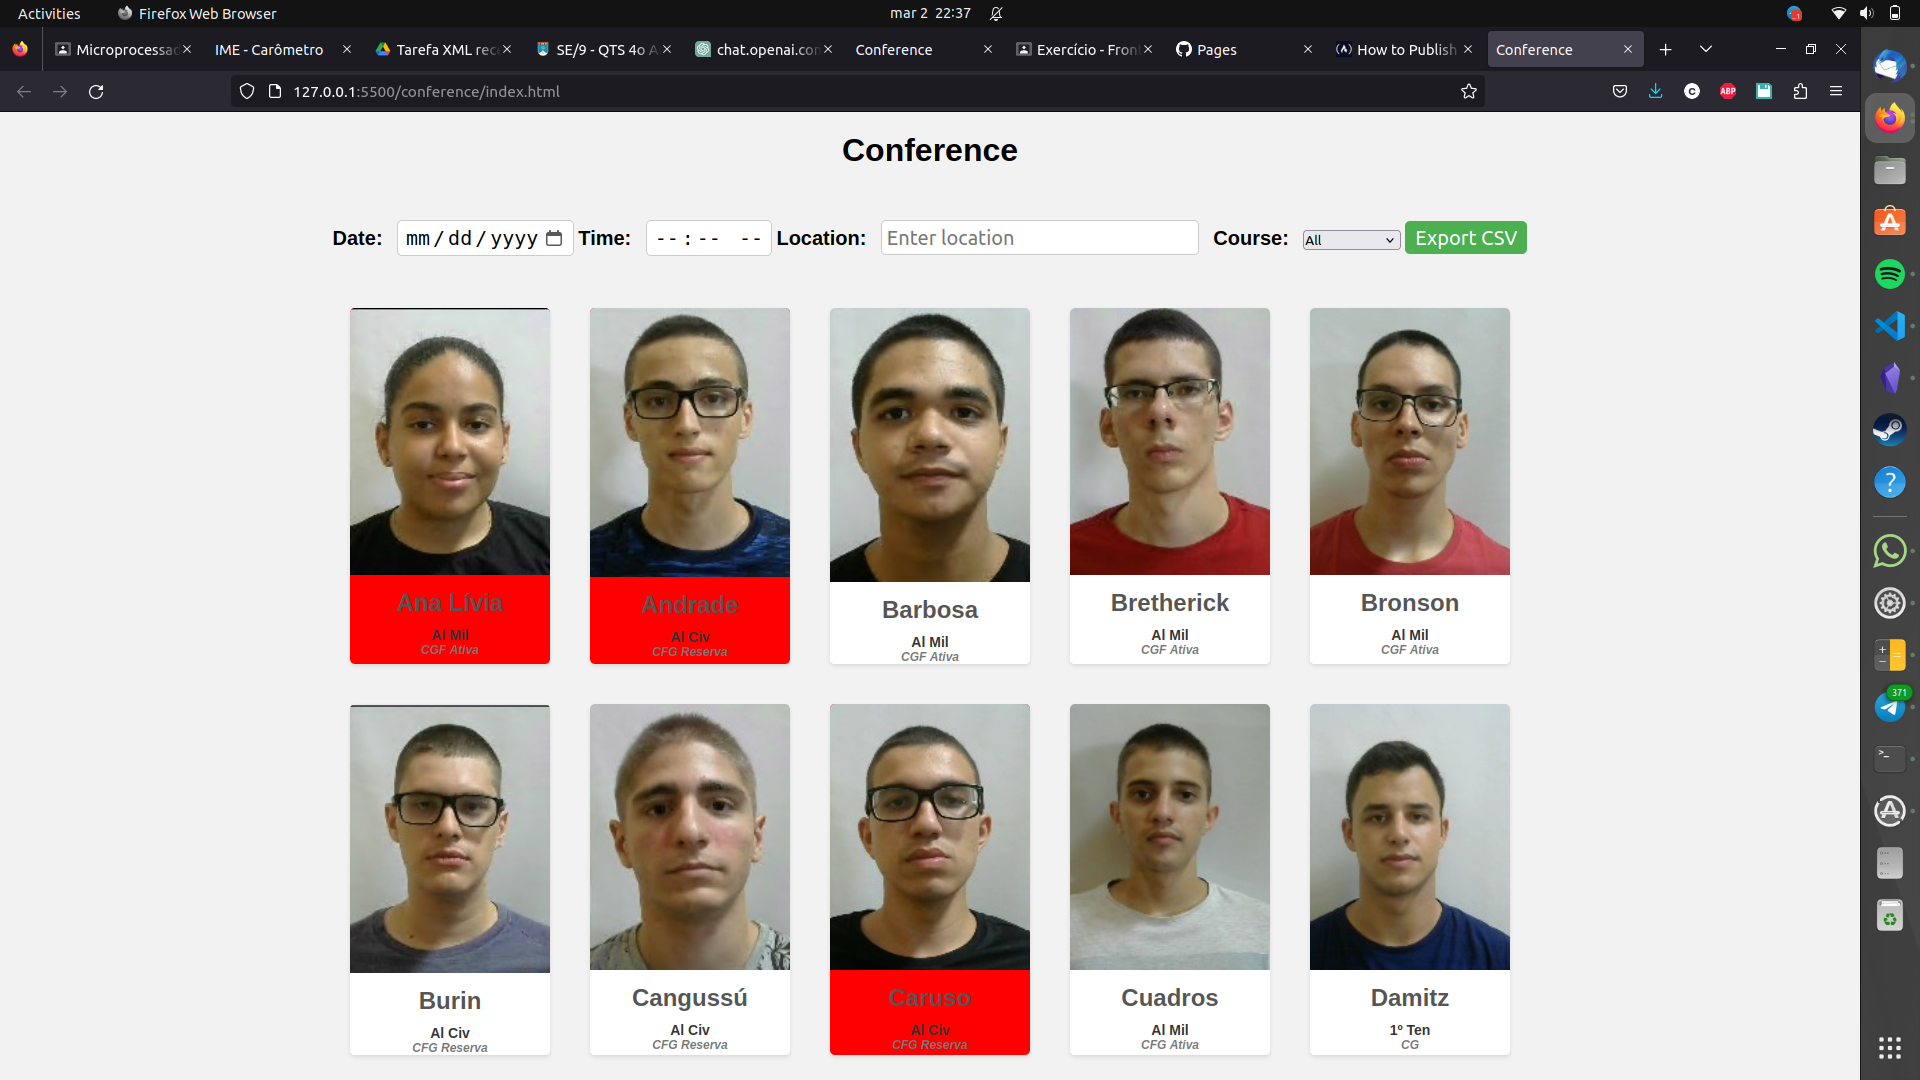 Activities Firefox Web Browser mar 2 22:37
Microprocessad IME - Carômetro Tarefa XML rec SE/9 - QTS 4o A chat.openai.com Conference Exercício - Fron Pages How to Publish Conference
127.0.0.1:5500/conference/index.html ABP
Conference
Date: mm/dd/yyyy Time: --:-- -- Location: Enter location Course: All Export CSV
Ana Lívia Andrade Barbosa Bretherick Bronson
Al Mil Al Civ Al Mil Al Mil Al Mil
CGF Ativa CFG Reserva CGF Ativa CGF Ativa CGF Ativa
371
Burin Cangussú Caruso Cuadros Damitz
Al Civ Al Civ Al Civ Al Mil 1º Ten
CFG Reserva CFG Reserva CFG Reserva CFG Ativa CG